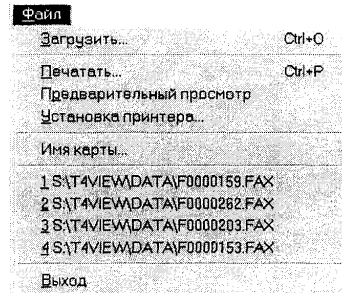 Файл
Загрузить... Ctrl+O
Печатать... Ctrl+P
Предварительный просмотр
Установка принтера...
Имя карты...
1 S:\T4VIEW\DATA\F0000159.FAX
2 S:\T4VIEW\DATA\F0000262.FAX
3 S:\T4VIEW\DATA\F0000203.FAX
4 S:\T4VIEW\DATA\F0000153.FAX
Выход